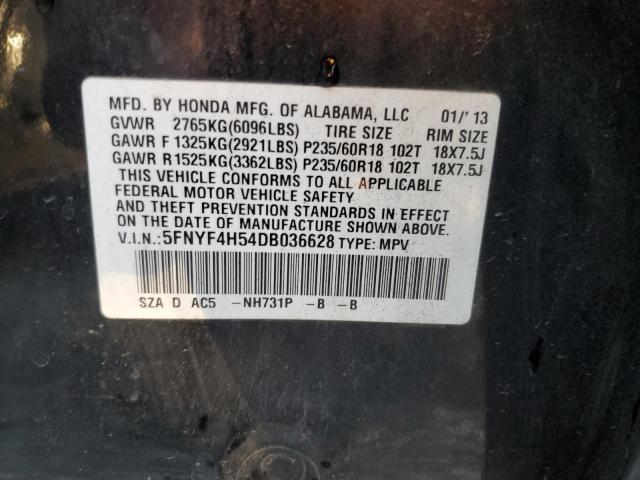 MFD. BY HONDA MFG. OF ALABAMA, LLC 01/'13
GVWR 2765KG(6096LBS) TIRE SIZE RIM SIZE
GAWR F 1325KG(2921LBS) P235/60R18 102T 18X7.5J
GAWR R 1525KG(3362LBS) P235/60R18 102T 18X7.5J
THIS VEHICLE CONFORMS TO ALL APPLICABLE
FEDERAL MOTOR VEHICLE SAFETY
AND THEFT PREVENTION STANDARDS IN EFFECT
ON THE DATE OF MANUFACTURE SHOWN ABOVE.
V.I.N.: 5FNYF4H54DB036628 TYPE: MPV
SZA D AC5 -NH731P -B -B